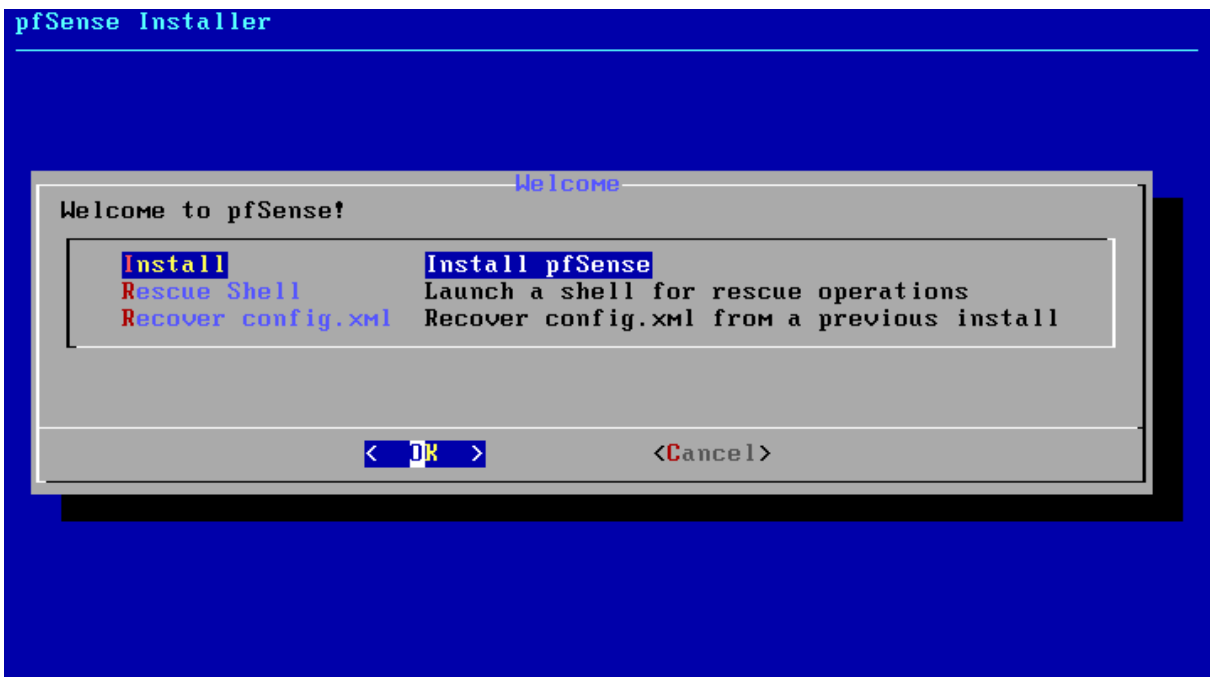 pfSense Installer
Welcome
Welcome to pfSense!
Install Install pfSense
Rescue Shell Launch a shell for rescue operations
Recover config.xml Recover config.xml from a previous install
< OK > <Cancel>